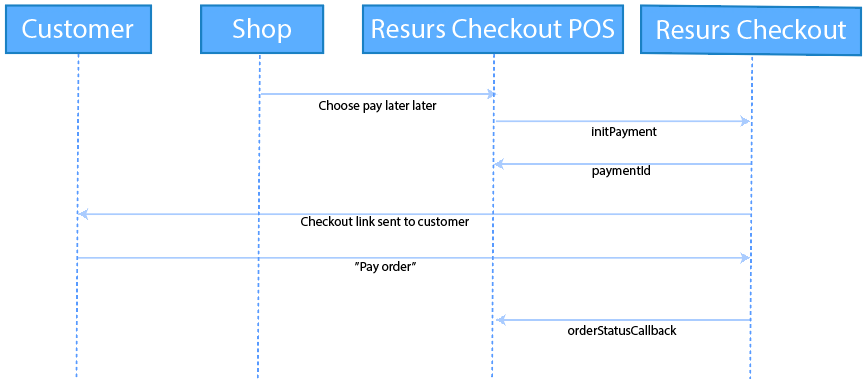 Customer
Shop
Resurs Checkout POS
Resurs Checkout
Choose pay later later
initPayment
paymentId
Checkout link sent to customer
”Pay order”
orderStatusCallback